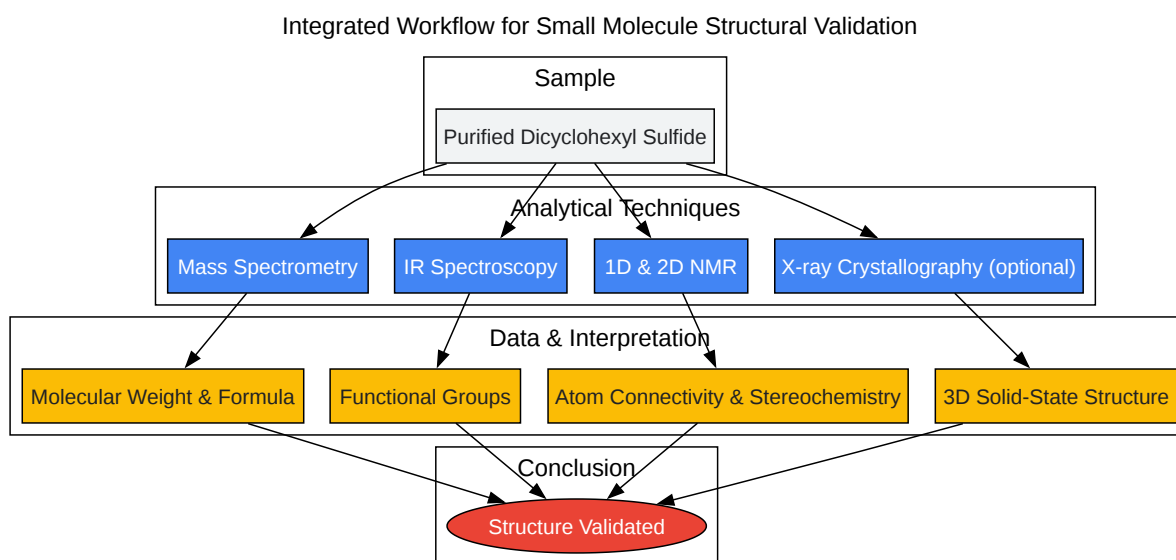 Integrated Workflow for Small Molecule Structural Validation
Sample
Purified Dicyclohexyl Sulfide
Analytical Techniques
Mass Spectrometry
IR Spectroscopy
1D & 2D NMR
X-ray Crystallography (optional)
Data & Interpretation
Molecular Weight & Formula
Functional Groups
Atom Connectivity & Stereochemistry
3D Solid-State Structure
Conclusion
Structure Validated